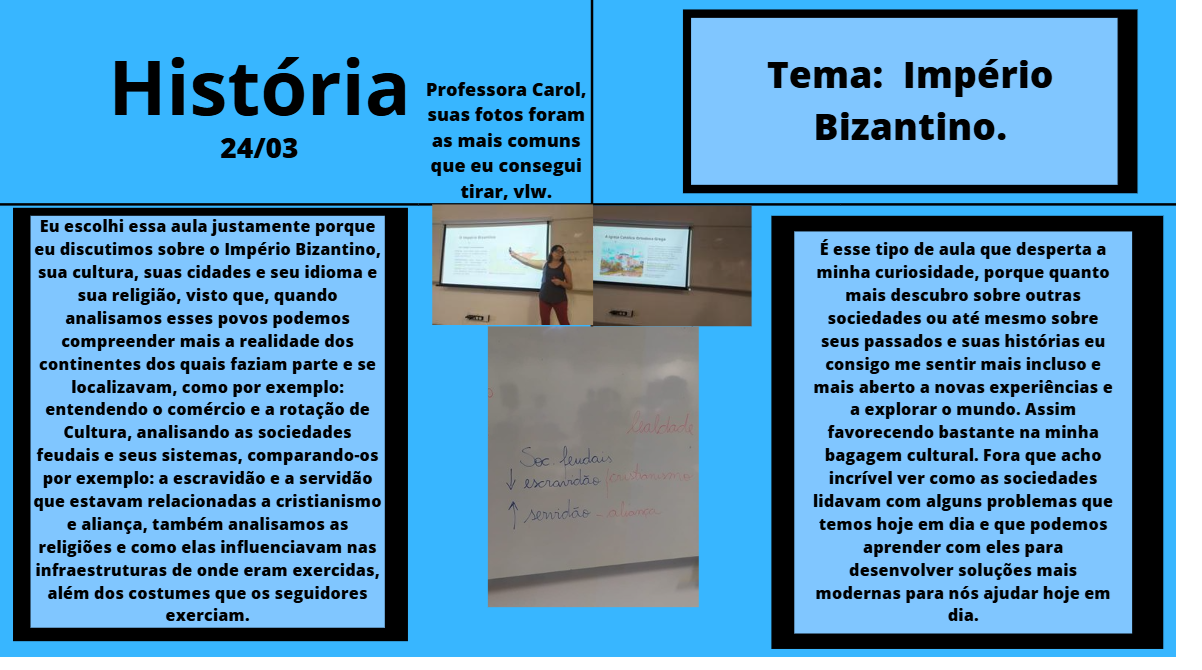 História
24/03
Professora Carol,
suas fotos foram
as mais comuns
que eu consegui
tirar, vlw.
Tema:  Império
Bizantino.
Eu escolhi essa aula justamente porque
eu discutimos sobre o Império Bizantino,
sua cultura, suas cidades e seu idioma e
sua religião, visto que, quando
analisamos esses povos podemos
compreender mais a realidade dos
continentes dos quais faziam parte e se
localizavam, como por exemplo:
entendendo o comércio e a rotação de
Cultura, analisando as sociedades
feudais e seus sistemas, comparando-os
por exemplo: a escravidão e a servidão
que estavam relacionadas a cristianismo
e aliança, também analisamos as
religiões e como elas influenciavam nas
infraestruturas de onde eram exercidas,
além dos costumes que os seguidores
exerciam.
O Império Bizantino
A Igreja Católica Ortodoxa Grega
lealdade
Soc. feudais
↓ escravidão (cristianismo
↑ servidão - aliança
É esse tipo de aula que desperta a
minha curiosidade, porque quanto
mais descubro sobre outras
sociedades ou até mesmo sobre
seus passados e suas histórias eu
consigo me sentir mais incluso e
mais aberto a novas experiências e
a explorar o mundo. Assim
favorecendo bastante na minha
bagagem cultural. Fora que acho
incrível ver como as sociedades
lidavam com alguns problemas que
temos hoje em dia e que podemos
aprender com eles para
desenvolver soluções mais
modernas para nós ajudar hoje em
dia.